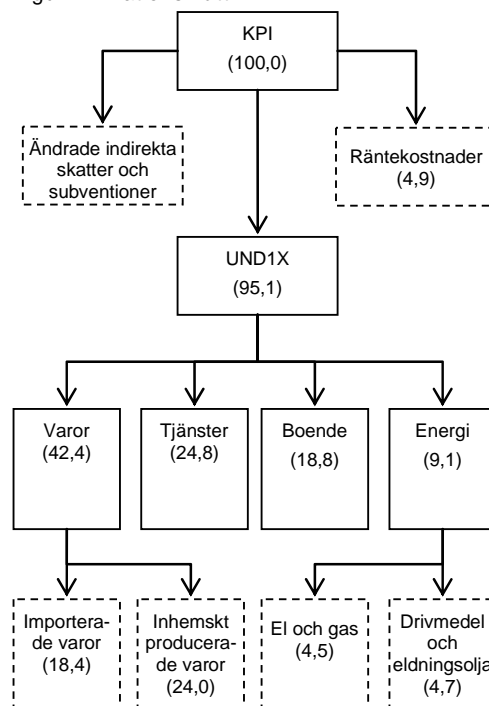 KPI
(100,0)
Ändrade indirekta
skatter och
subventioner
Räntekostnader
(4,9)
UND1X
(95,1)
Varor
(42,4)
Tjänster
(24,8)
Boende
(18,8)
Energi
(9,1)
Importera-
de varor
(18,4)
Inhemskt
producera-
de varor
(24,0)
El och gas
(4,5)
Drivmedel
och
eldningsolja
(4,7)